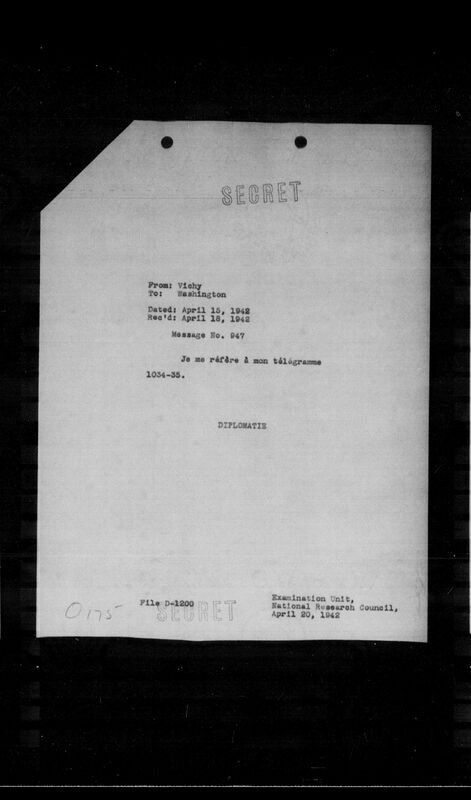 SECRET
From: Vichy
To: Washington
Dated: April 15, 1942
Rec'd: April 18, 1942
Message No. 947
Je me réfère à mon télégramme
1034-35.
DIPLOMATIE
File D-1200
SECRET
0175
Examination Unit,
National Research Council,
April 20, 1942